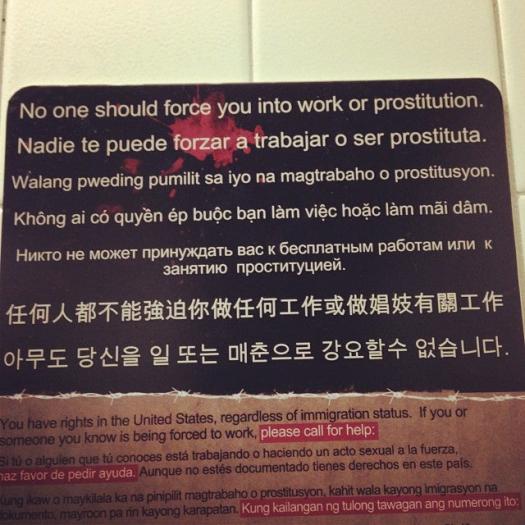 No one should force you into work or prostitution.
Nadie te puede forzar a trabajar o ser prostituta.
Walang pweding pumilit sa iyo na magtrabaho o prostitusyon.
Không ai có quyền ép buộc bạn làm việc hoặc làm mãi dâm.
Никто не может принуждать вас к бесплатным работам или к
занятию проституцией.
任何人都不能強迫你做任何工作或做娼妓有關工作
아무도 당신을 일 또는 매춘으로 강요할수 없습니다.
You have rights in the United States, regardless of immigration status. If you or
someone you know is being forced to work, please call for help:
Si tú o alguien que tú conoces está trabajando o haciendo un acto sexual a la fuerza,
haz favor de pedir ayuda. Aunque no estés documentado tienes derechos en este país.
Kung ikaw o maykilala ka na pinipilit magtrabaho o prostitusyon, kahit wala kayong imigrasyon na
dokumento, mayroon pa rin kayong karapatan. Kung kailangan ng tulong tawagan ang numerong ito: